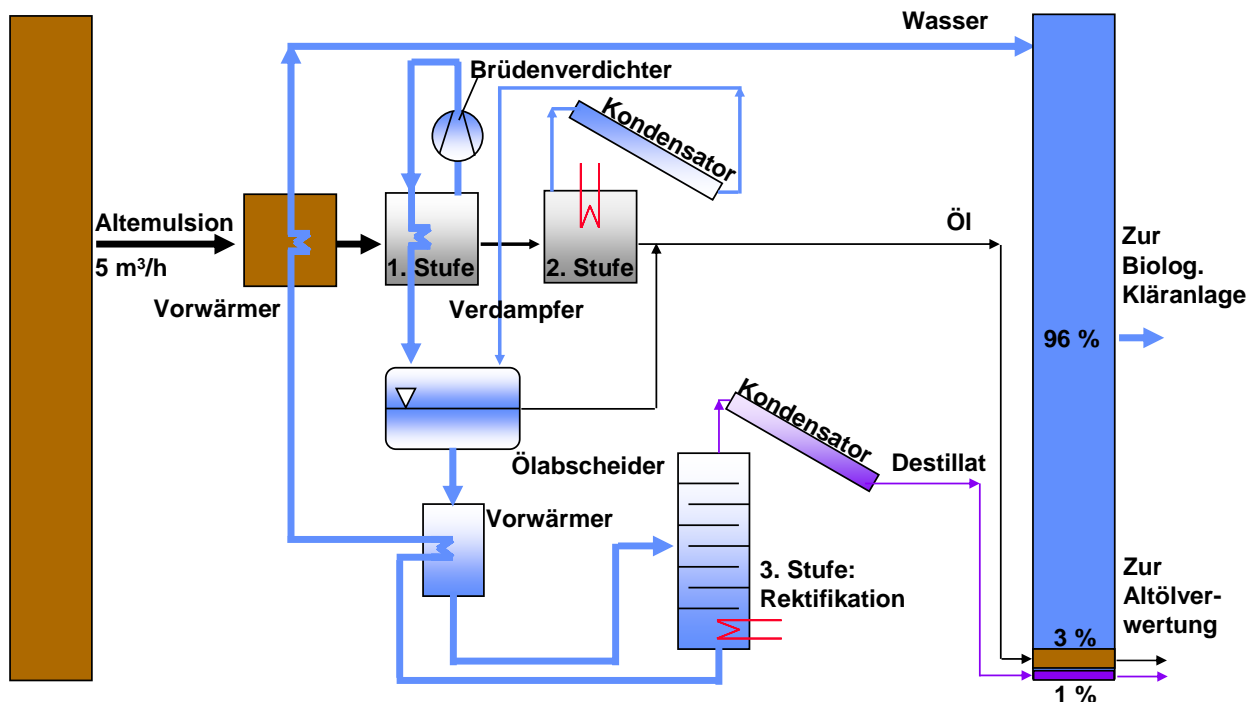 Wasser
Brüdenverdichter
Kondensator
Altemulsion
5 m³/h
Vorwärmer
1. Stufe
2. Stufe
Verdampfer
Öl
Zur
Biolog.
Kläranlage
96 %
Ölabscheider
Kondensator
Destillat
Vorwärmer
3. Stufe:
Rektifikation
Zur
Altölver-
wertung
3 %
1 %